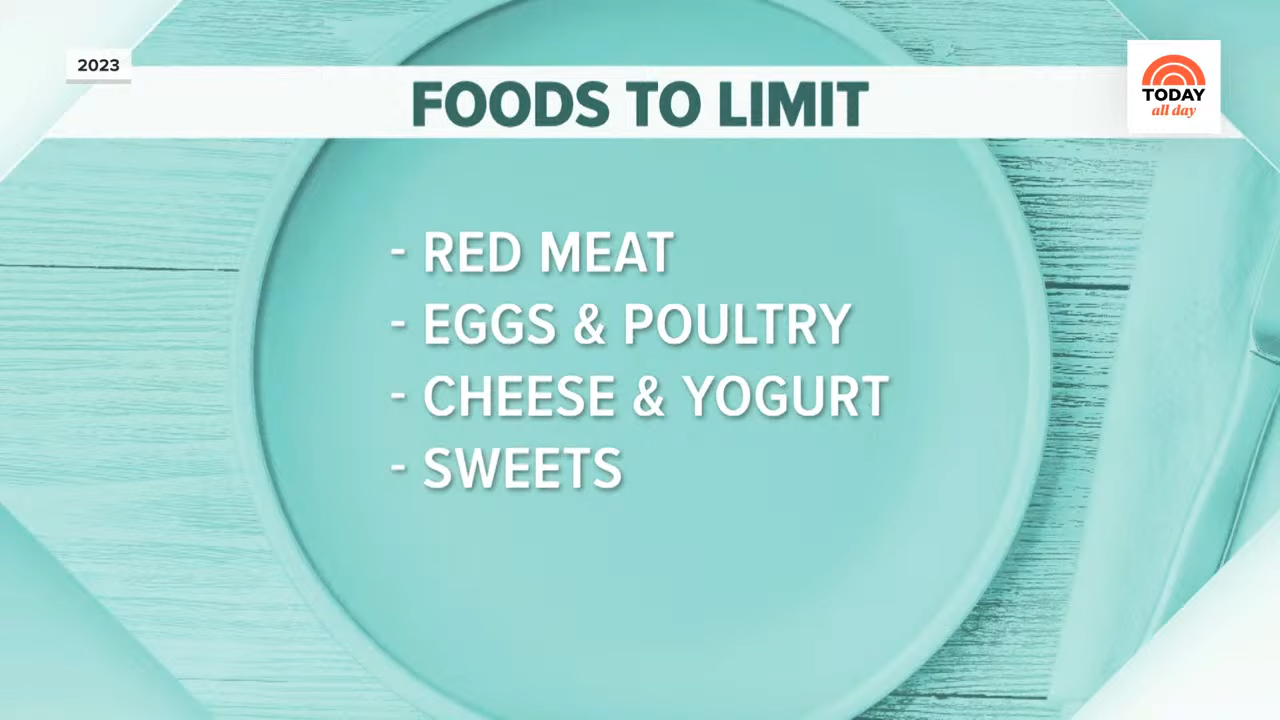 2023
FOODS TO LIMIT
TODAY
all day
- RED MEAT
- EGGS & POULTRY
- CHEESE & YOGURT
- SWEETS